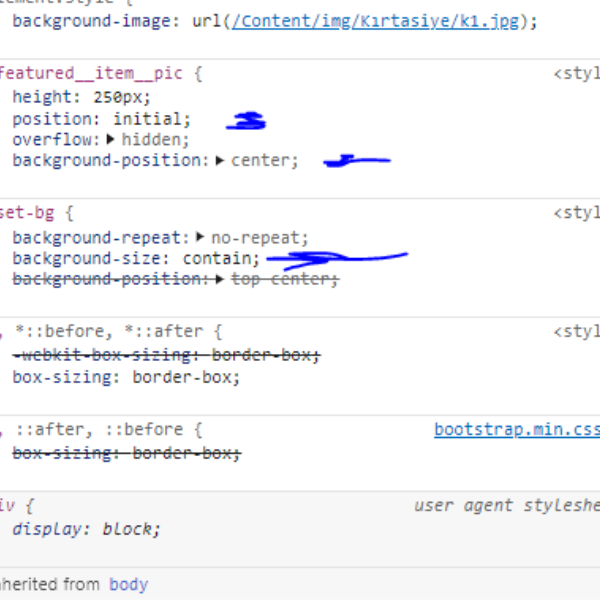 background-image: url(/Content/img/Kırtasiye/k1.jpg);
featured__item__pic {
<styl
height: 250px;
position: initial;
overflow: ▶ hidden;
background-position: ▶ center;
set-bg {
<styl
background-repeat: ▶ no-repeat;
background-size: contain;
background-position: ▶ top center;
, *::before, *::after {
<styl
-webkit-box-sizing: border-box;
box-sizing: border-box;
, ::after, ::before {
bootstrap.min.css
box-sizing: border-box;
iv {
user agent styleshe
display: block;
nherited from body